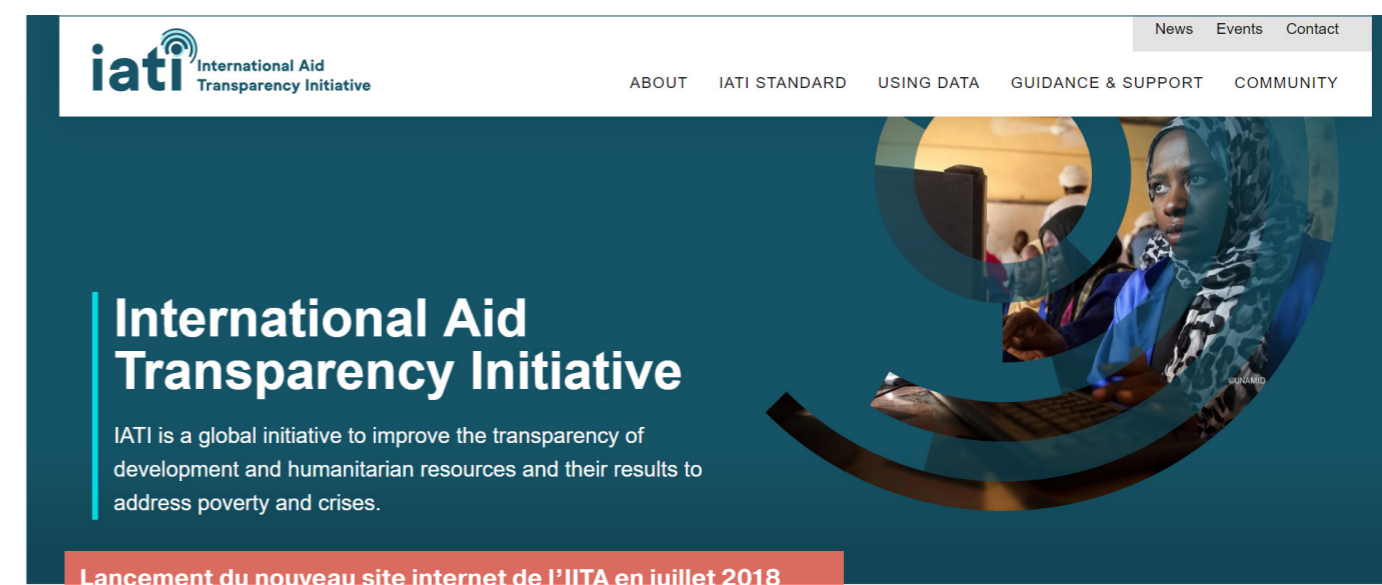 News Events Contact
iati International Aid
Transparency Initiative
ABOUT IATI STANDARD USING DATA GUIDANCE & SUPPORT COMMUNITY
International Aid
Transparency Initiative
IATI is a global initiative to improve the transparency of
development and humanitarian resources and their results to
address poverty and crises.
©UNAMID
Lancement du nouveau site internet de l’IITA en juillet 2018